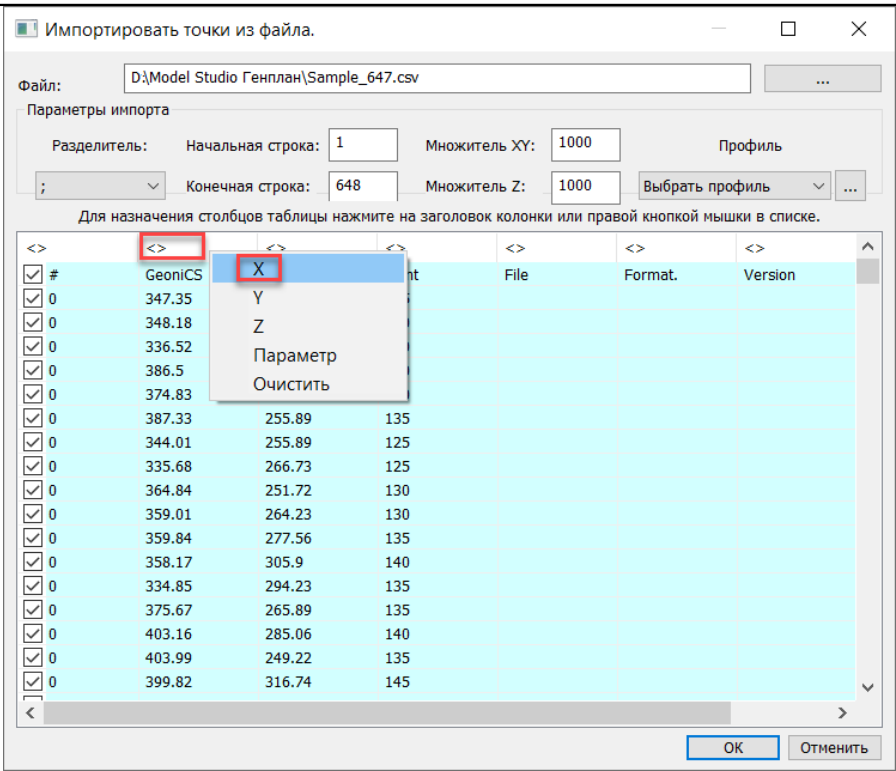 Импортировать точки из файла.
Файл: D:\Model Studio Генплан\Sample_647.csv ...
Параметры импорта
Разделитель: Начальная строка: 1 Множитель XY: 1000 Профиль
; Конечная строка: 648 Множитель Z: 1000 Выбрать профиль ...
Для назначения столбцов таблицы нажмите на заголовок колонки или правой кнопкой мышки в списке.
<> <> <> <> <> <> <>
# GeoniCS X File Format. Version
0 347.35 Y
0 348.18 Z
0 336.52
0 386.5 Параметр
0 374.83 Очистить
0 387.33 255.89 135
0 344.01 255.89 125
0 335.68 266.73 125
0 364.84 251.72 130
0 359.01 264.23 130
0 359.84 277.56 135
0 358.17 305.9 140
0 334.85 294.23 135
0 375.67 265.89 135
0 403.16 285.06 140
0 403.99 249.22 135
0 399.82 316.74 145
OK Отменить